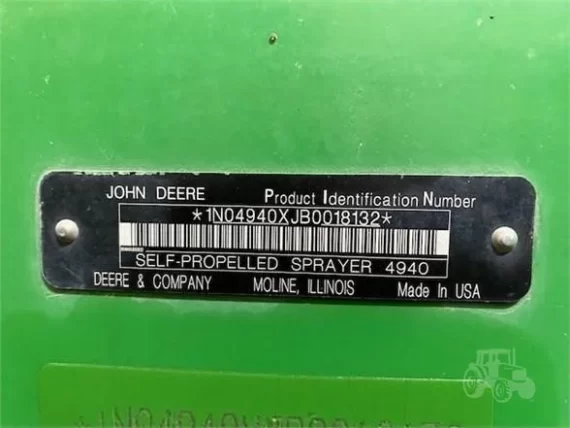 JOHN DEERE Product Identification Number
*1N04940XJB0018132*
SELF-PROPELLED SPRAYER 4940
DEERE & COMPANY MOLINE, ILLINOIS Made In USA